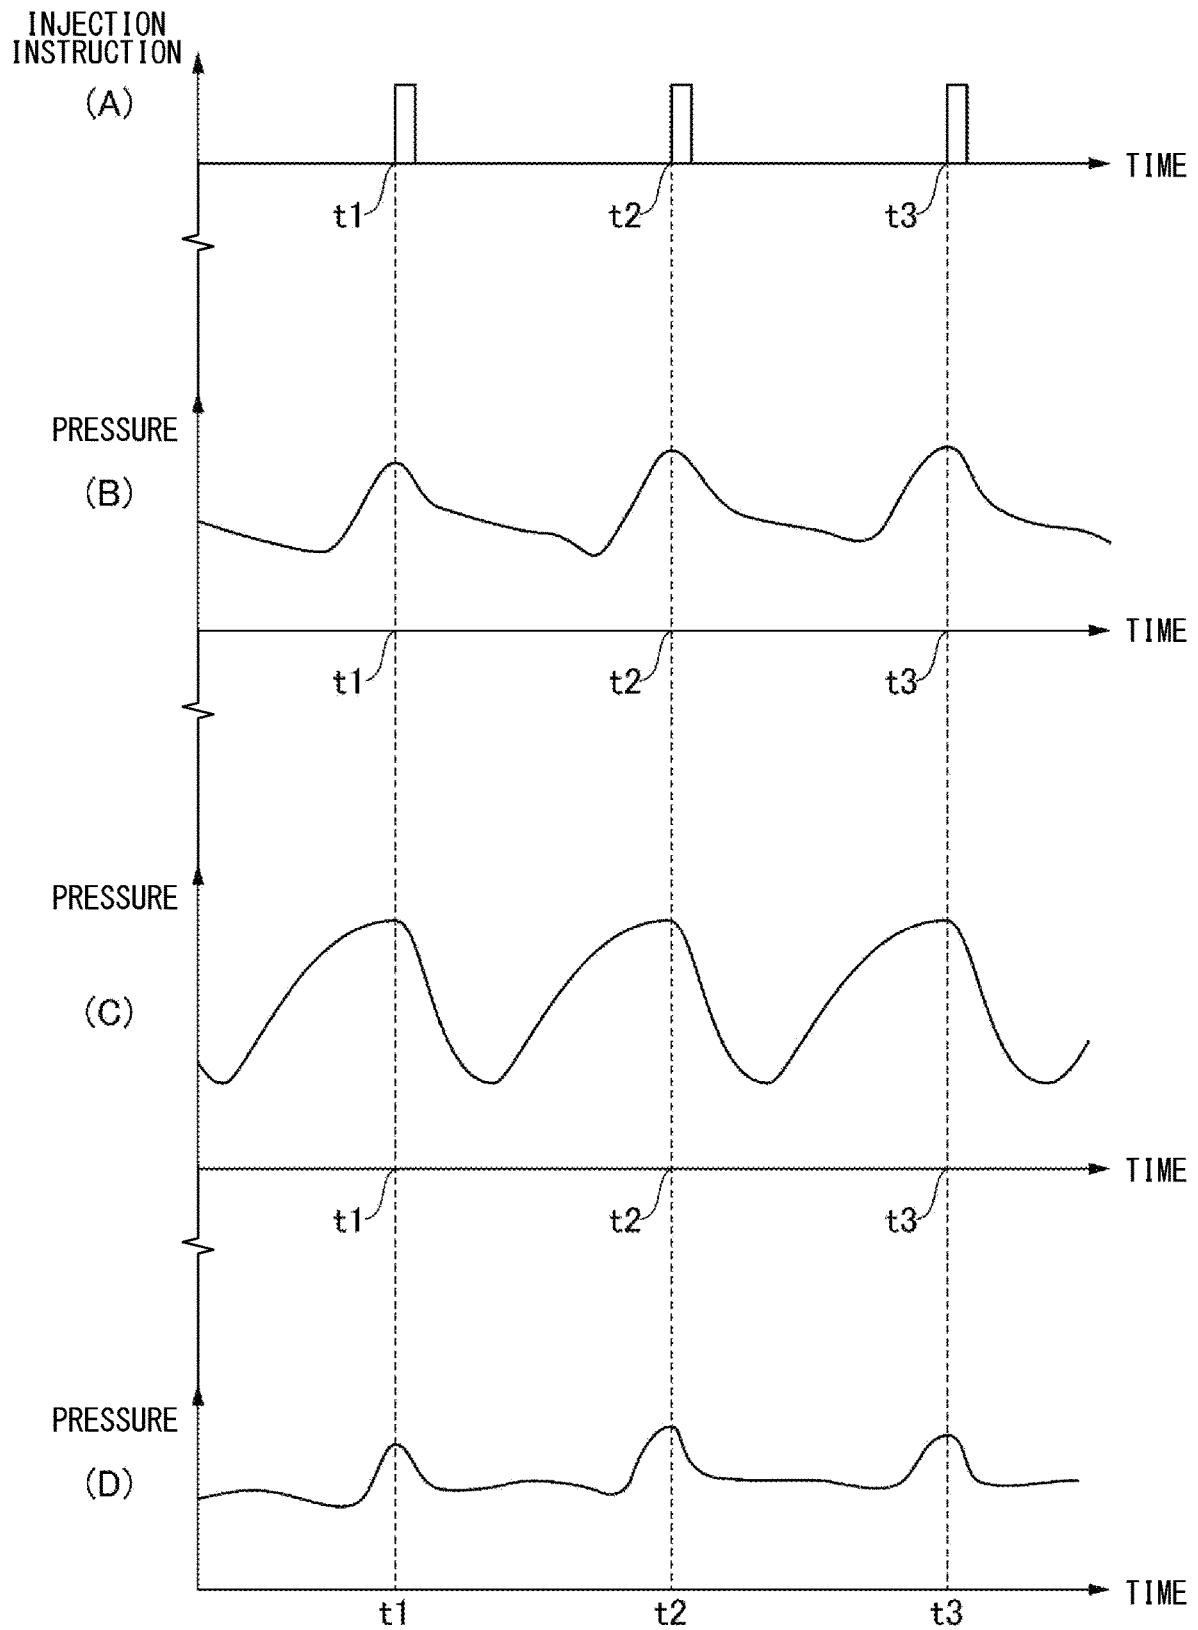 INJECTION
INSTRUCTION
(A)
TIME
t1 t2 t3
PRESSURE
(B)
TIME
t1 t2 t3
PRESSURE
(C)
TIME
t1 t2 t3
PRESSURE
(D)
TIME
t1 t2 t3